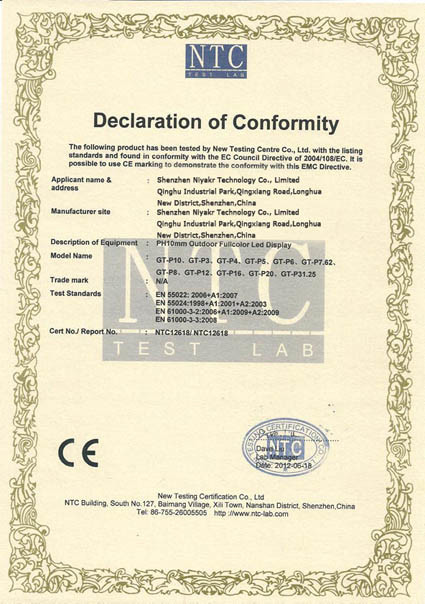 NTC
TEST LAB
Declaration of Conformity
The following product has been tested by New Testing Centre Co., Ltd. with the listing
standards and found in conformity with the EC Council Directive of 2004/108/EC. It is
possible to use CE marking to demonstrate the conformity with this EMC Directive.
Applicant name & address : Shenzhen Niyakr Technology Co., Limited
Qinghu Industrial Park,Qingxiang Road,Longhua
New District,Shenzhen,China
Manufacturer site : Shenzhen Niyakr Technology Co., Limited
Qinghu Industrial Park,Qingxiang Road,Longhua
New District,Shenzhen,China
Description of Equipment : PH10mm Outdoor Fullcolor Led Display
Model Name : GT-P10、GT-P3、GT-P4、GT-P5、GT-P6、GT-P7.62、
GT-P8、GT-P12、GT-P16、GT-P20、GT-P31.25
Trade mark : N/A
Test Standards : EN 55022: 2006+A1:2007
EN 55024:1998+A1:2001+A2:2003
EN 61000-3-2:2006+A1:2009+A2:2009
EN 61000-3-3:2008
Cert No./ Report No. : NTC12618/ NTC12618
NTC
TEST LAB
CE
TESTING CERTIFICATION CO
NTC
Lab Manager
Date: 2012-06-18
New Testing Certification Co., Ltd
NTC Building, South No.127, Baimang Village, Xili Town, Nanshan District, Shenzhen,China
Tel: 86-755-26005505 http://www.ntc-lab.com